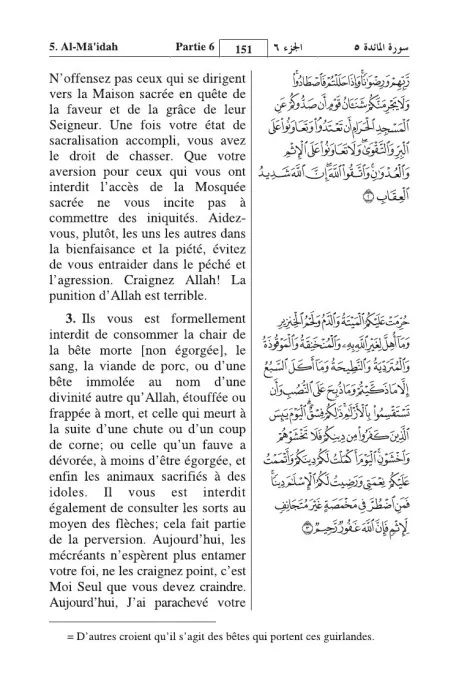 5. Al-Mâ'idah Partie 6 151 الجزء ٦ سورة المائدة ٥
N'offensez pas ceux qui se dirigent
vers la Maison sacrée en quête de
la faveur et de la grâce de leur
Seigneur. Une fois votre état de
sacralisation accompli, vous avez
le droit de chasser. Que votre
aversion pour ceux qui vous ont
interdit l'accès de la Mosquée
sacrée ne vous incite pas à
commettre des iniquités. Aidez-
vous, plutôt, les uns les autres dans
la bienfaisance et la piété, évitez
de vous entraider dans le péché et
l'agression. Craignez Allah! La
punition d'Allah est terrible.
3. Ils vous est formellement
interdit de consommer la chair de
la bête morte [non égorgée], le
sang, la viande de porc, ou d'une
bête immolée au nom d'une
divinité autre qu'Allah, étouffée ou
frappée à mort, et celle qui meurt à
la suite d'une chute ou d'un coup
de corne; ou celle qu'un fauve a
dévorée, à moins d'être égorgée, et
enfin les animaux sacrifiés à des
idoles. Il vous est interdit
également de consulter les sorts au
moyen des flèches; cela fait partie
de la perversion. Aujourd'hui, les
mécréants n'espèrent plus entamer
votre foi, ne les craignez point, c'est
Moi Seul que vous devez craindre.
Aujourd'hui, J'ai parachevé votre
رَّبِّهِمْ وَرِضْوَٰنًا وَإِذَا حَلَلْتُمْ فَٱصْطَادُوا۟
وَلَا يَجْرِمَنَّكُمْ شَنَـَٔانُ قَوْمٍ أَن صَدُّوكُمْ عَنِ
ٱلْمَسْجِدِ ٱلْحَرَامِ أَن تَعْتَدُوا۟ وَتَعَاوَنُوا۟ عَلَى
ٱلْبِرِّ وَٱلتَّقْوَىٰ وَلَا تَعَاوَنُوا۟ عَلَى ٱلْإِثْمِ
وَٱلْعُدْوَٰنِ وَٱتَّقُوا۟ ٱللَّهَ إِنَّ ٱللَّهَ شَدِيدُ
ٱلْعِقَابِ ٢
حُرِّمَتْ عَلَيْكُمُ ٱلْمَيْتَةُ وَٱلدَّمُ وَلَحْمُ ٱلْخِنزِيرِ
وَمَآ أُهِلَّ لِغَيْرِ ٱللَّهِ بِهِۦ وَٱلْمُنْخَنِقَةُ وَٱلْمَوْقُوذَةُ
وَٱلْمُتَرَدِّيَةُ وَٱلنَّطِيحَةُ وَمَآ أَكَلَ ٱلسَّبُعُ
إِلَّا مَا ذَكَّيْتُمْ وَمَا ذُبِحَ عَلَى ٱلنُّصُبِ وَأَن
تَسْتَقْسِمُوا۟ بِٱلْأَزْلَٰمِ ذَٰلِكُمْ فِسْقٌ ٱلْيَوْمَ يَئِسَ
ٱلَّذِينَ كَفَرُوا۟ مِن دِينِكُمْ فَلَا تَخْشَوْهُمْ
وَٱخْشَوْنِ ٱلْيَوْمَ أَكْمَلْتُ لَكُمْ دِينَكُمْ وَأَتْمَمْتُ
عَلَيْكُمْ نِعْمَتِى وَرَضِيتُ لَكُمُ ٱلْإِسْلَٰمَ دِينًا
فَمَنِ ٱضْطُرَّ فِى مَخْمَصَةٍ غَيْرَ مُتَجَانِفٍ
لِّإِثْمٍ فَإِنَّ ٱللَّهَ غَفُورٌ رَّحِيمٌ ٣
= D'autres croient qu'il s'agit des bêtes qui portent ces guirlandes.